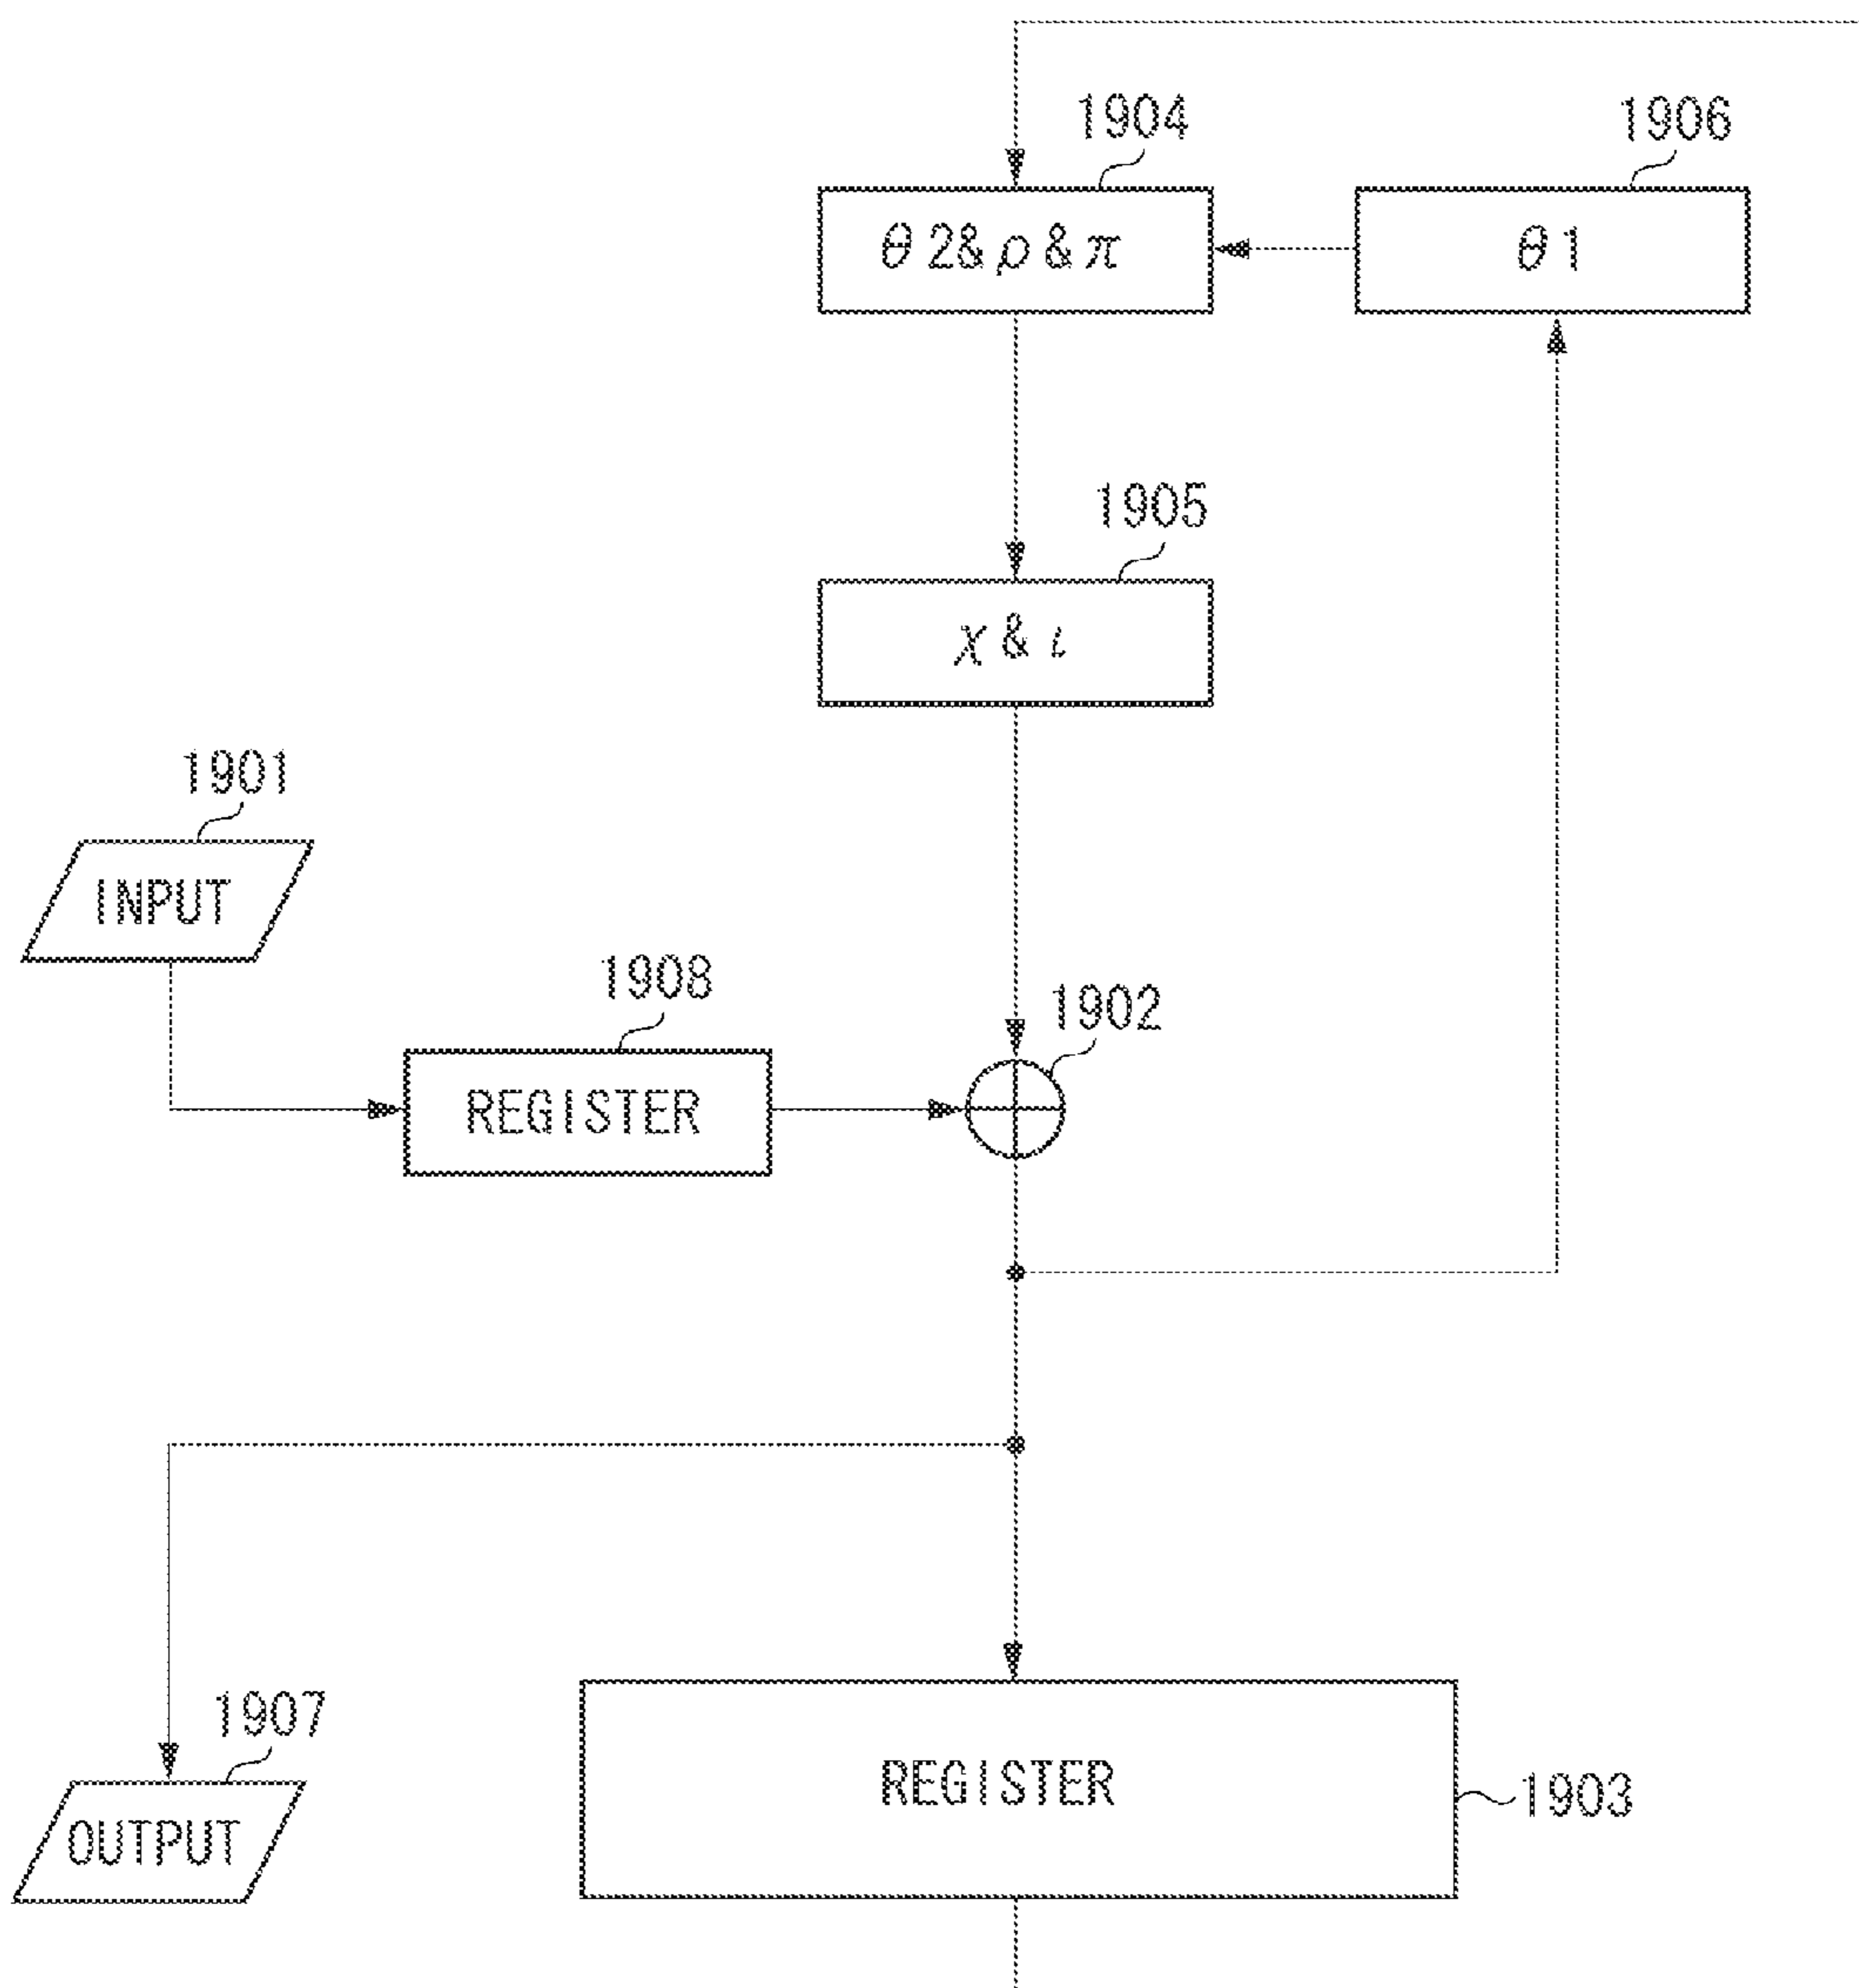 1904
1906
θ2&ρ&π
θ1
1905
χ&ι
1901
INPUT
1908
1902
REGISTER
1907
REGISTER
1903
OUTPUT